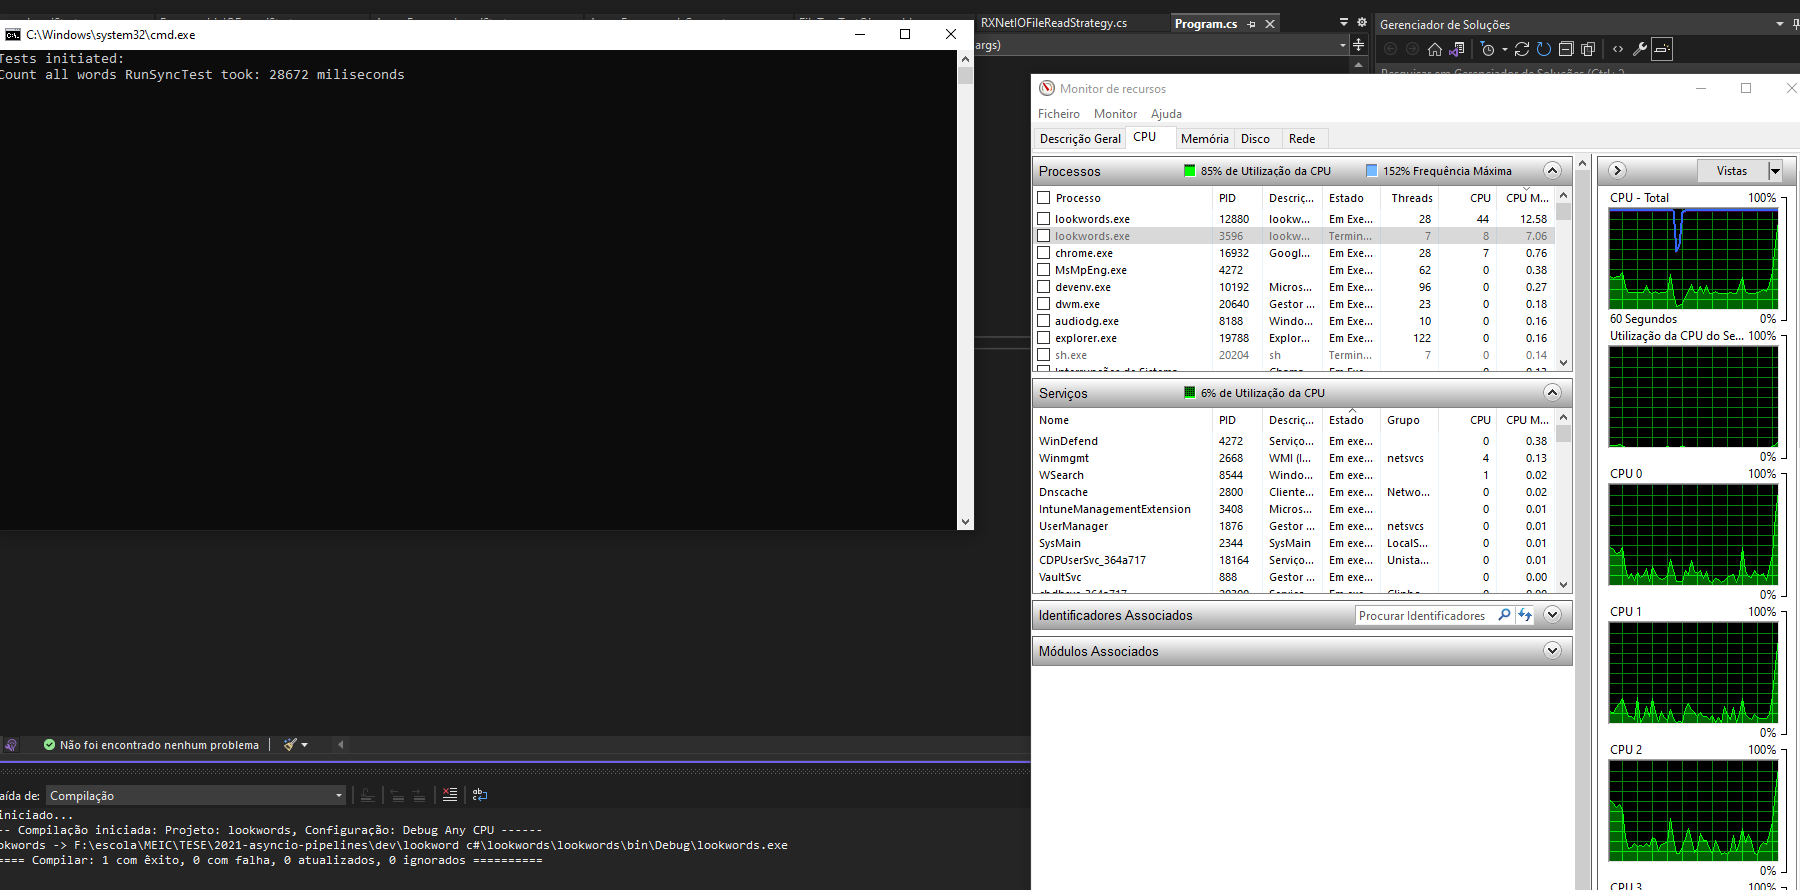 RXNetIOFileReadStrategy.cs
Program.cs
Gerenciador de Soluções
C:\Windows\system32\cmd.exe
args)
Tests initiated:
Count all words RunSyncTest took: 28672 miliseconds
Monitor de recursos
Ficheiro Monitor Ajuda
Descrição Geral CPU Memória Disco Rede
Processos 85% de Utilização da CPU 152% Frequência Máxima
Processo PID Descriç... Estado Threads CPU CPU M...
lookwords.exe 12880 lookw... Em Exe... 28 44 12.58
lookwords.exe 3596 lookw... Termin... 7 8 7.06
chrome.exe 16932 Googl... Em Exe... 28 7 0.76
MsMpEng.exe 4272 Em Exe... 62 0 0.38
devenv.exe 10192 Micros... Em Exe... 96 0 0.27
dwm.exe 20640 Gestor ... Em Exe... 23 0 0.18
audiodg.exe 8188 Windo... Em Exe... 10 0 0.16
explorer.exe 19788 Explor... Em Exe... 122 0 0.16
sh.exe 20204 sh Termin... 7 0 0.14
Serviços 6% de Utilização da CPU
Nome PID Descriç... Estado Grupo CPU CPU M...
WinDefend 4272 Serviço... Em exe... 0 0.38
Winmgmt 2668 WMI (I... Em exe... netsvcs 4 0.13
WSearch 8544 Windo... Em exe... 1 0.02
Dnscache 2800 Cliente... Em exe... Netwo... 0 0.02
IntuneManagementExtension 3408 Micros... Em exe... 0 0.01
UserManager 1876 Gestor ... Em exe... netsvcs 0 0.01
SysMain 2344 SysMain Em exe... LocalS... 0 0.01
CDPUserSvc_364a717 18164 Serviço... Em exe... Unista... 0 0.01
VaultSvc 888 Gestor ... Em exe... 0 0.00
Identificadores Associados Procurar Identificadores
Módulos Associados
Vistas
CPU - Total 100%
60 Segundos 0%
Utilização da CPU do Se... 100%
0%
CPU 0 100%
0%
CPU 1 100%
0%
CPU 2 100%
0%
CPU 3 100%
Não foi encontrado nenhum problema
aída de: Compilação
iniciado...
-- Compilação iniciada: Projeto: lookwords, Configuração: Debug Any CPU ------
okwords -> F:\escola\MEIC\TESE\2021-asyncio-pipelines\dev\lookword c#\lookwords\lookwords\bin\Debug\lookwords.exe
==== Compilar: 1 com êxito, 0 com falha, 0 atualizados, 0 ignorados ==========